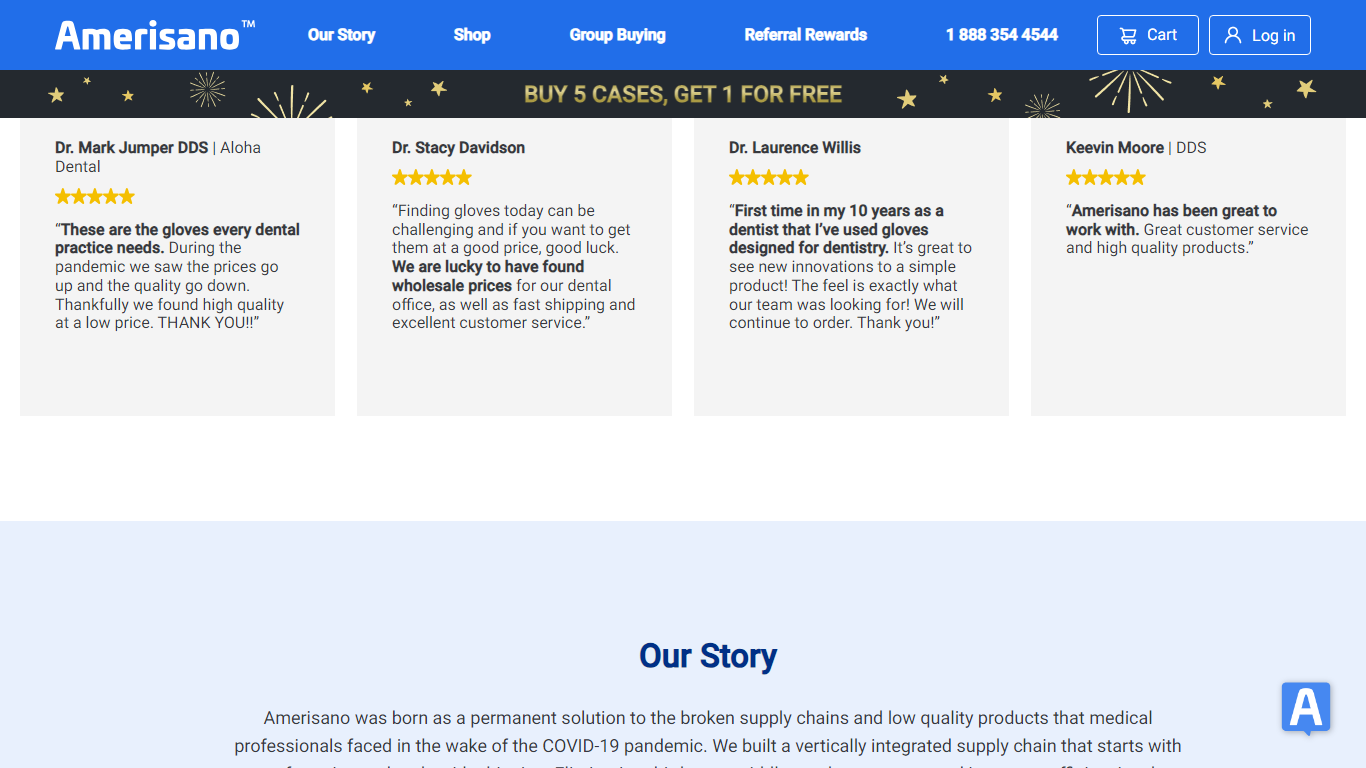 Amerisano™
Our Story
Shop
Group Buying
Referral Rewards
1 888 354 4544
Cart
Log in
BUY 5 CASES, GET 1 FOR FREE
Dr. Mark Jumper DDS | Aloha
Dental
“These are the gloves every dental
practice needs. During the
pandemic we saw the prices go
up and the quality go down.
Thankfully we found high quality
at a low price. THANK YOU!!”
Dr. Stacy Davidson
“Finding gloves today can be
challenging and if you want to get
them at a good price, good luck.
We are lucky to have found
wholesale prices for our dental
office, as well as fast shipping and
excellent customer service.”
Dr. Laurence Willis
“First time in my 10 years as a
dentist that I’ve used gloves
designed for dentistry. It’s great to
see new innovations to a simple
product! The feel is exactly what
our team was looking for! We will
continue to order. Thank you!”
Keevin Moore | DDS
“Amerisano has been great to
work with. Great customer service
and high quality products.”
Our Story
Amerisano was born as a permanent solution to the broken supply chains and low quality products that medical
professionals faced in the wake of the COVID-19 pandemic. We built a vertically integrated supply chain that starts with
A